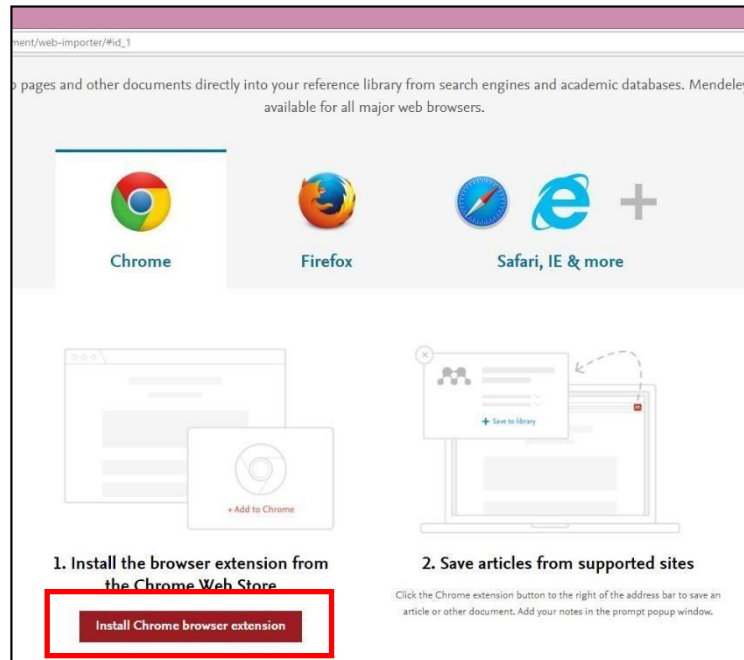 ment/web-importer/#id_1
pages and other documents directly into your reference library from search engines and academic databases. Mendeley
available for all major web browsers.
Chrome
Firefox
Safari, IE & more
+ Add to Chrome
+ Save to library
1. Install the browser extension from
the Chrome Web Store
2. Save articles from supported sites
Click the Chrome extension button to the right of the address bar to save an
article or other document. Add your notes in the prompt popup window.
Install Chrome browser extension